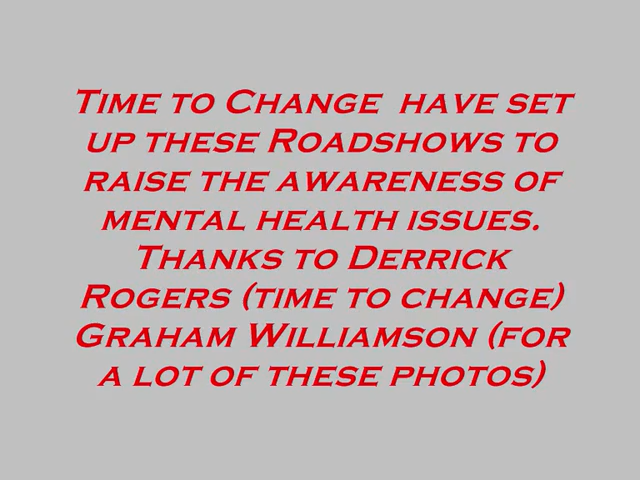 Time to Change have set
up these Roadshows to
raise the awareness of
mental health issues.
Thanks to Derrick
Rogers (time to change)
Graham Williamson (for
a lot of these photos)